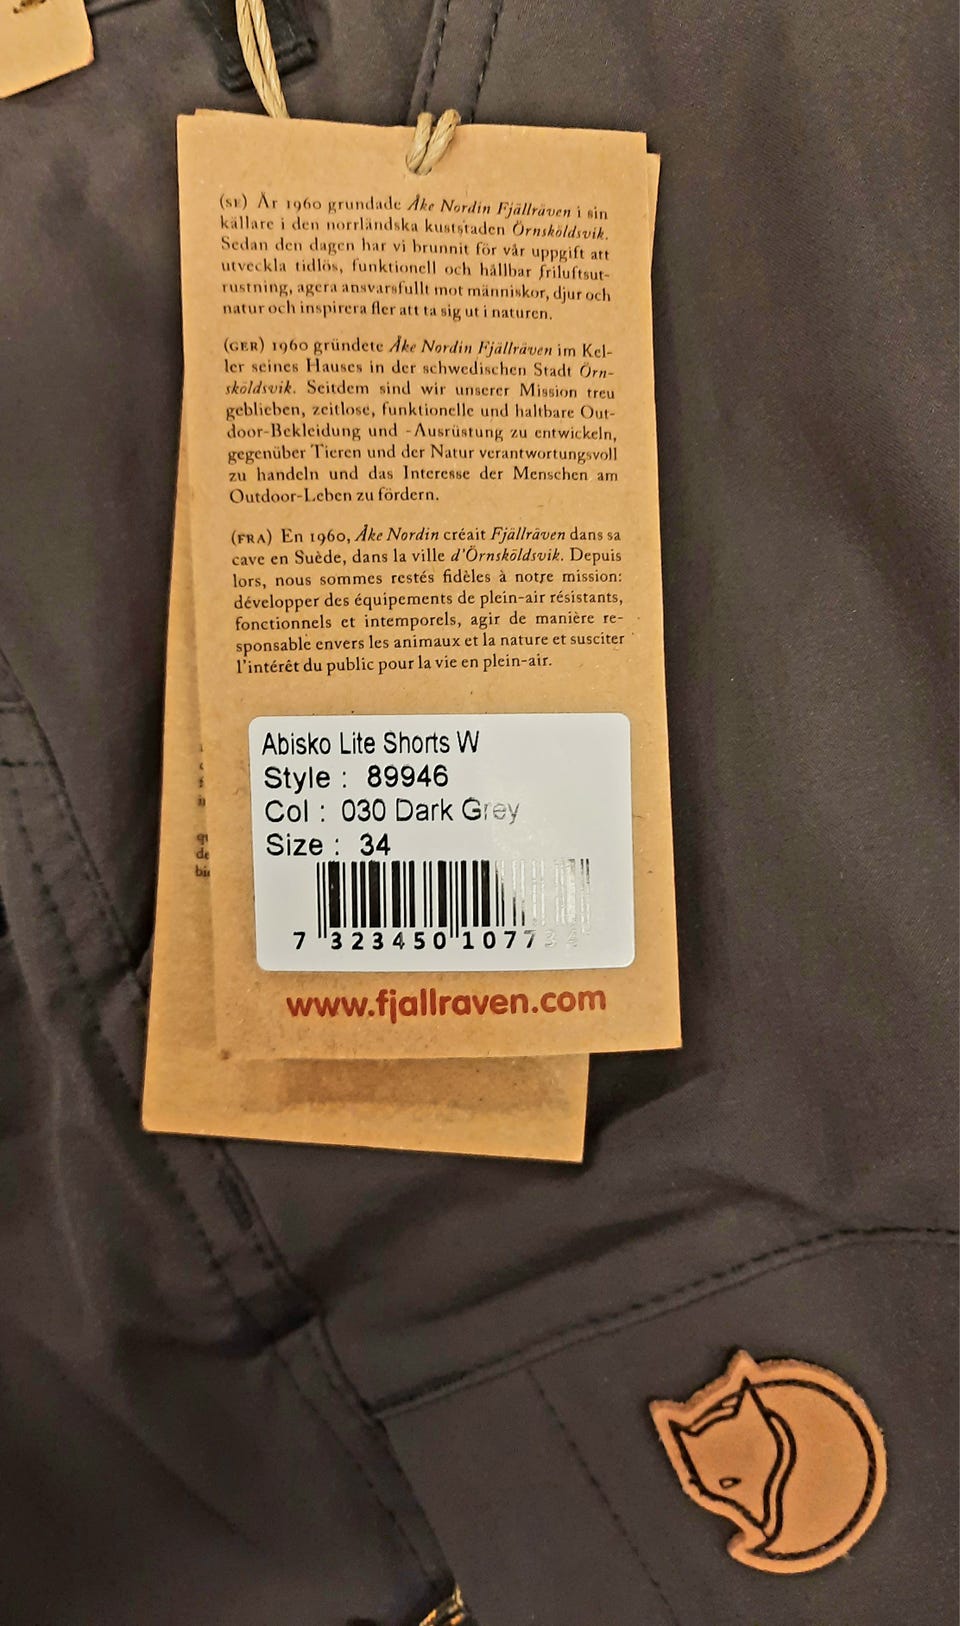 (SE) År 1960 grundade Åke Nordin Fjällräven i sin
källare i den norrländska kuststaden Örnsköldsvik.
Sedan den dagen har vi brunnit för vår uppgift att
utveckla tidlös, funktionell och hållbar friluftsut-
rustning, agera ansvarsfullt mot människor, djur och
natur och inspirera fler att ta sig ut i naturen.
(GER) 1960 gründete Åke Nordin Fjällräven im Kel-
ler seines Hauses in der schwedischen Stadt Örn-
sköldsvik. Seitdem sind wir unserer Mission treu
geblieben, zeitlose, funktionelle und haltbare Out-
door-Bekleidung und -Ausrüstung zu entwickeln,
gegenüber Tieren und der Natur verantwortungsvoll
zu handeln und das Interesse der Menschen am
Outdoor-Leben zu fördern.
(FRA) En 1960, Åke Nordin créait Fjällräven dans sa
cave en Suède, dans la ville d'Örnsköldsvik. Depuis
lors, nous sommes restés fidèles à notre mission:
développer des équipements de plein-air résistants,
fonctionnels et intemporels, agir de manière re-
sponsable envers les animaux et la nature et susciter
l'intérêt du public pour la vie en plein-air.
Abisko Lite Shorts W
Style : 89946
Col : 030 Dark Grey
Size : 34
7 323450 1077
www.fjallraven.com